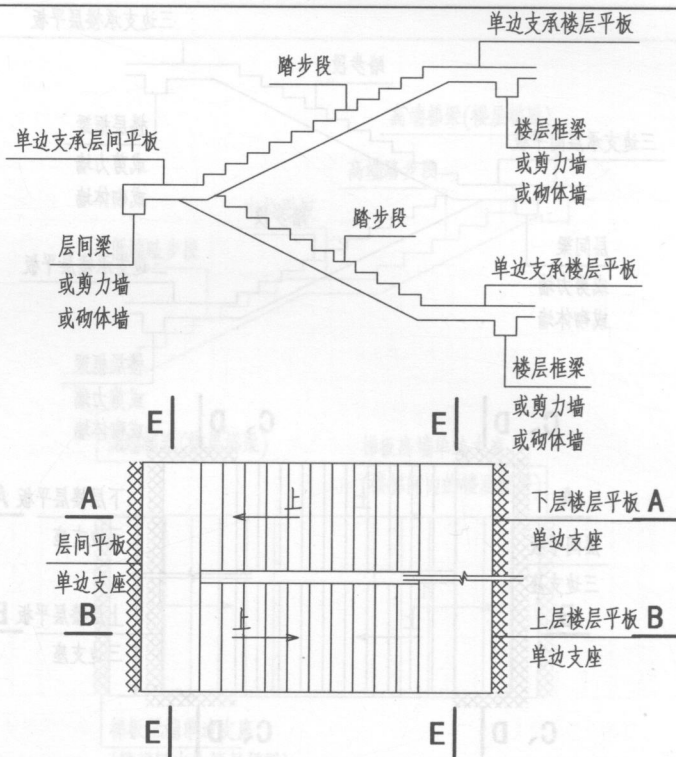 单边支承楼层平板
踏步段
单边支承层间平板
楼层框梁
或剪力墙
或砌体墙
踏步段
层间梁
或剪力墙
或砌体墙
单边支承楼层平板
楼层框梁
或剪力墙
或砌体墙
E
E
A
上
下层楼层平板 A
层间平板
单边支座
单边支座
B
上
上层楼层平板 B
单边支座
E
E